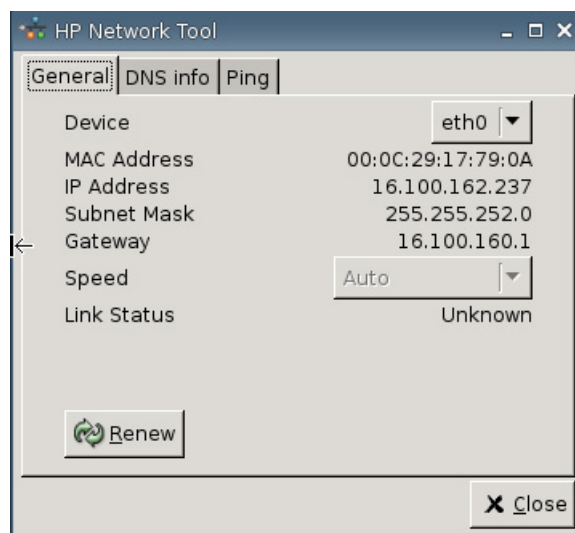 HP Network Tool
General DNS info Ping
Device eth0
MAC Address 00:0C:29:17:79:0A
IP Address 16.100.162.237
Subnet Mask 255.255.252.0
Gateway 16.100.160.1
Speed Auto
Link Status Unknown
Renew
Close